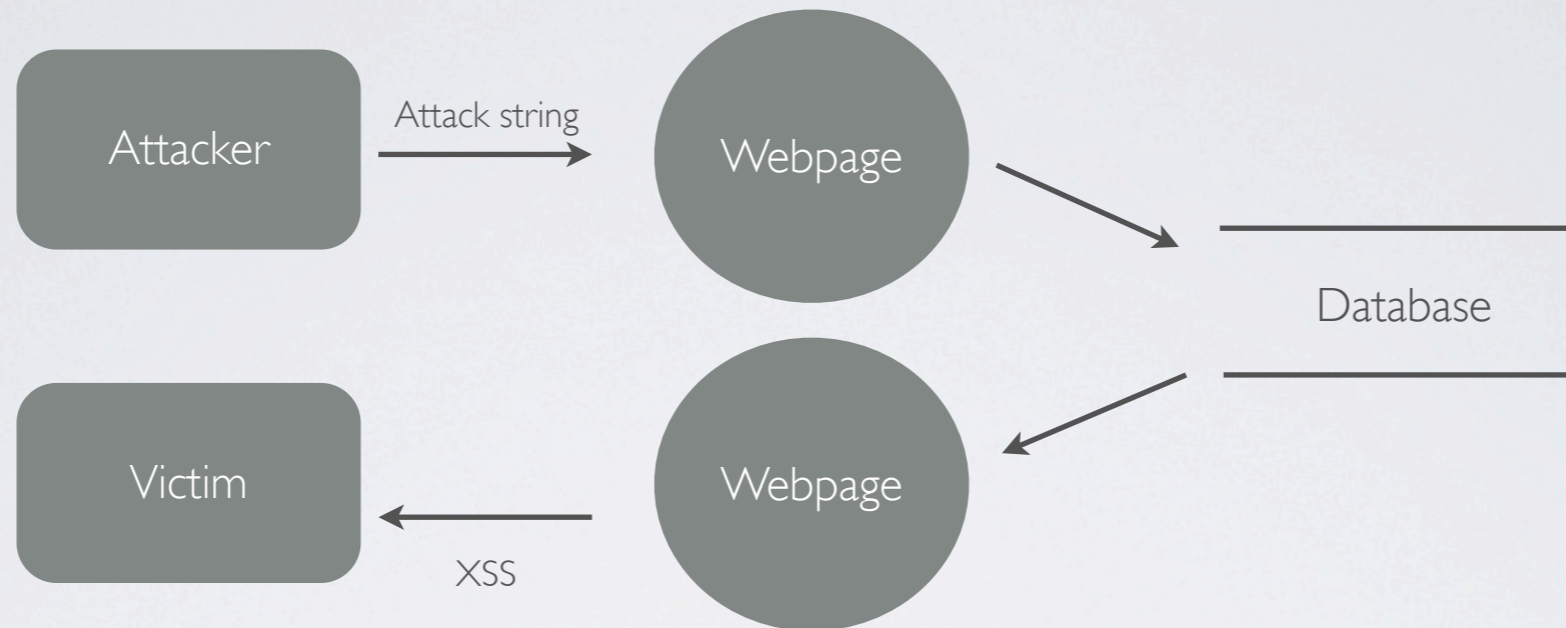 Attacker
Attack string
Webpage
Database
Victim
XSS
Webpage